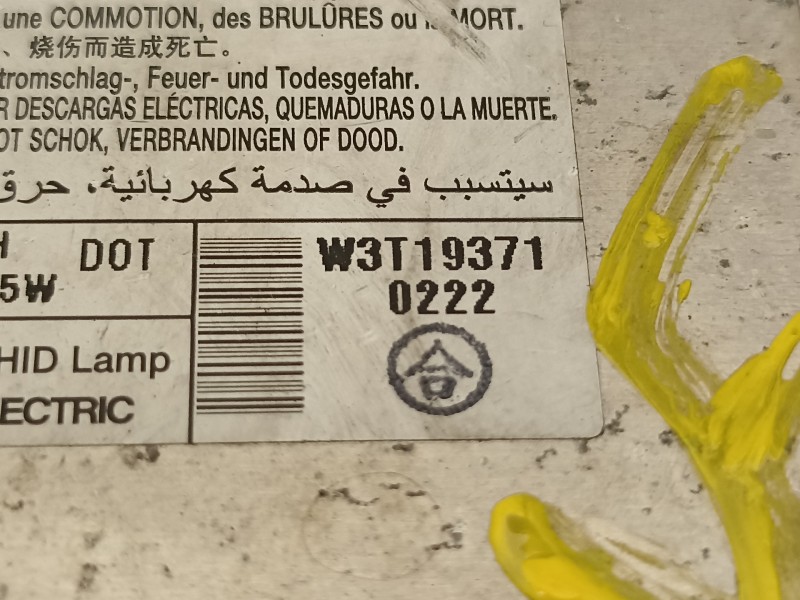 une COMMOTION, des BRULÛRES ou la MORT.
、烧伤而造成死亡。
tromschlag-, Feuer- und Todesgefahr.
R DESCARGAS ELÉCTRICAS, QUEMADURAS O LA MUERTE.
OT SCHOK, VERBRANDINGEN OF DOOD.
سيتسبب في صدمة كهربائية، حرق
H DOT
5W
W3T19371
0222
合
HID Lamp
ECTRIC